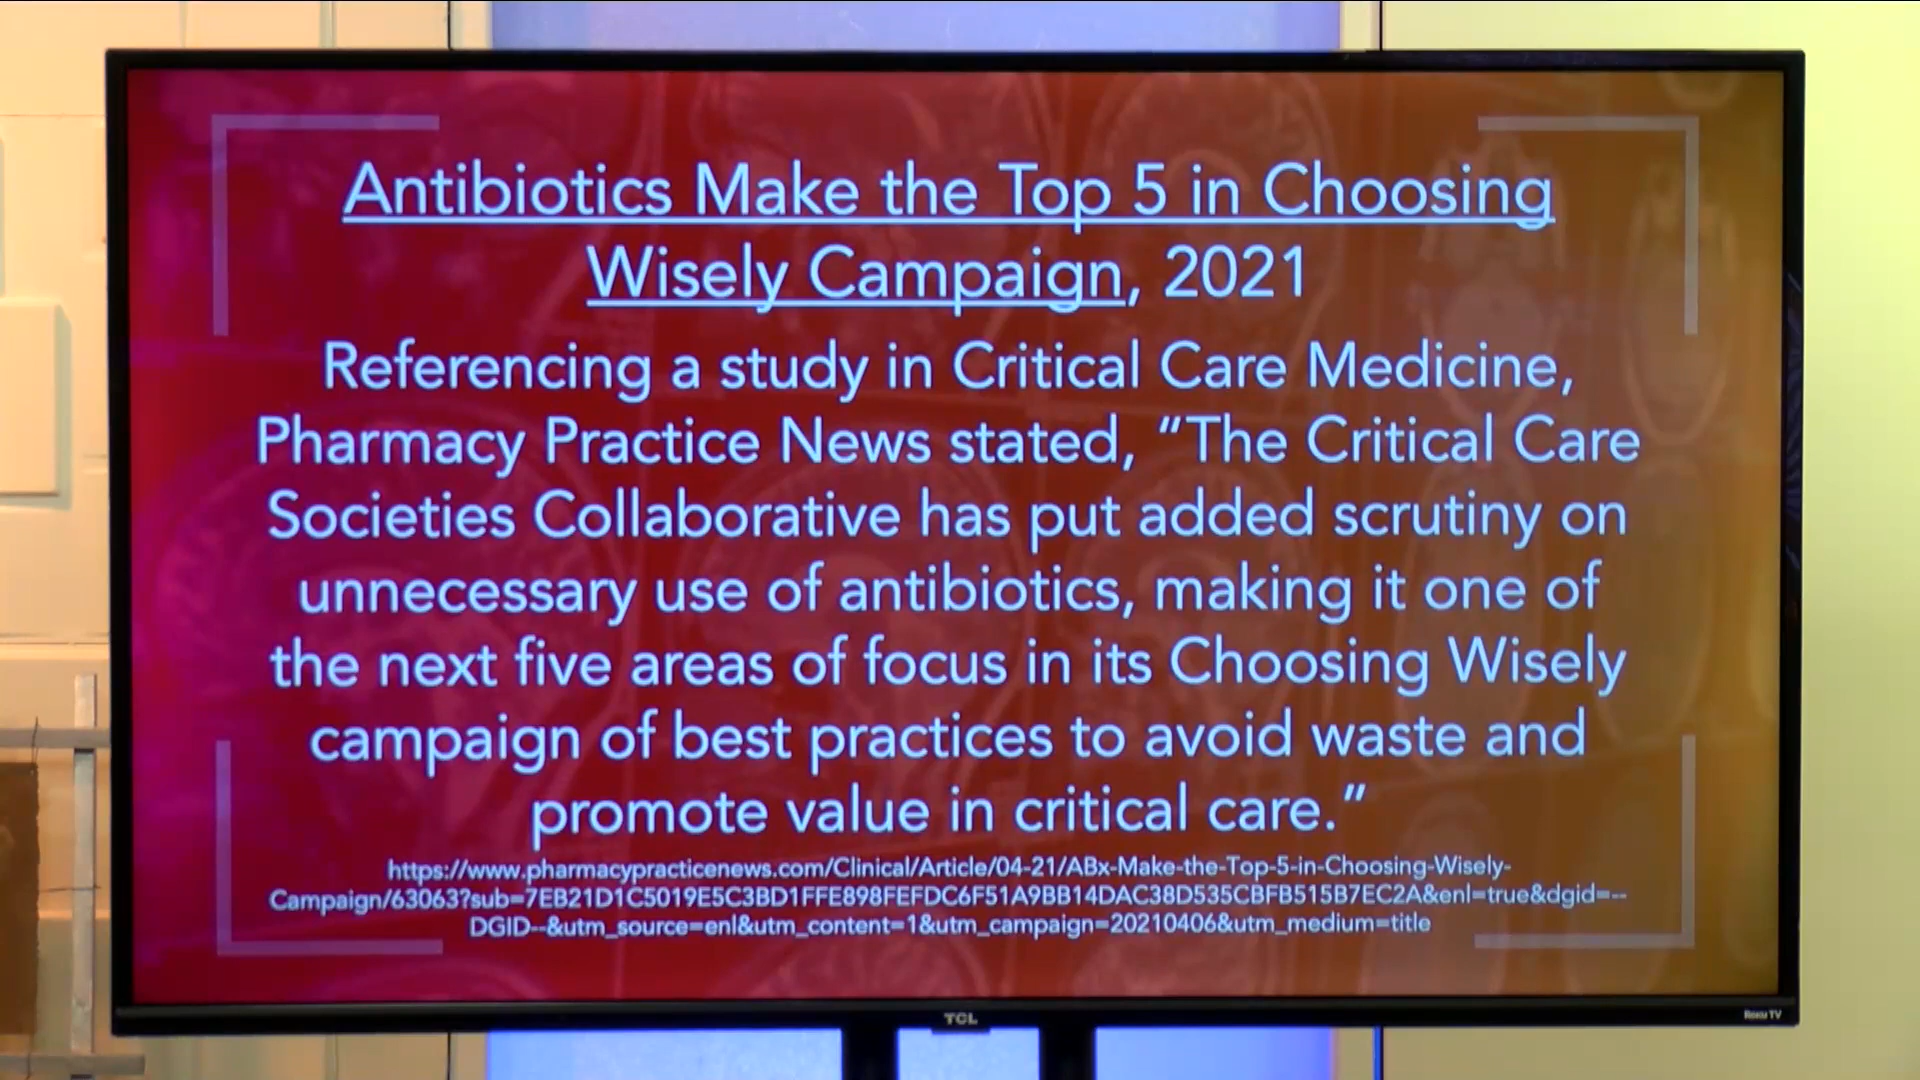 Antibiotics Make the Top 5 in Choosing
Wisely Campaign, 2021
Referencing a study in Critical Care Medicine,
Pharmacy Practice News stated, “The Critical Care
Societies Collaborative has put added scrutiny on
unnecessary use of antibiotics, making it one of
the next five areas of focus in its Choosing Wisely
campaign of best practices to avoid waste and
promote value in critical care.”
https://www.pharmacypracticenews.com/Clinical/Article/04-21/ABx-Make-the-Top-5-in-Choosing-Wisely-
Campaign/63063?sub=7EB21D1C5019E5C3BD1FFE898FEFDC6F51A9BB14DAC38D535CBFB515B7EC2A&enl=true&dgid=--
DGID--&utm_source=enl&utm_content=1&utm_campaign=20210406&utm_medium=title
TCL
Roku TV